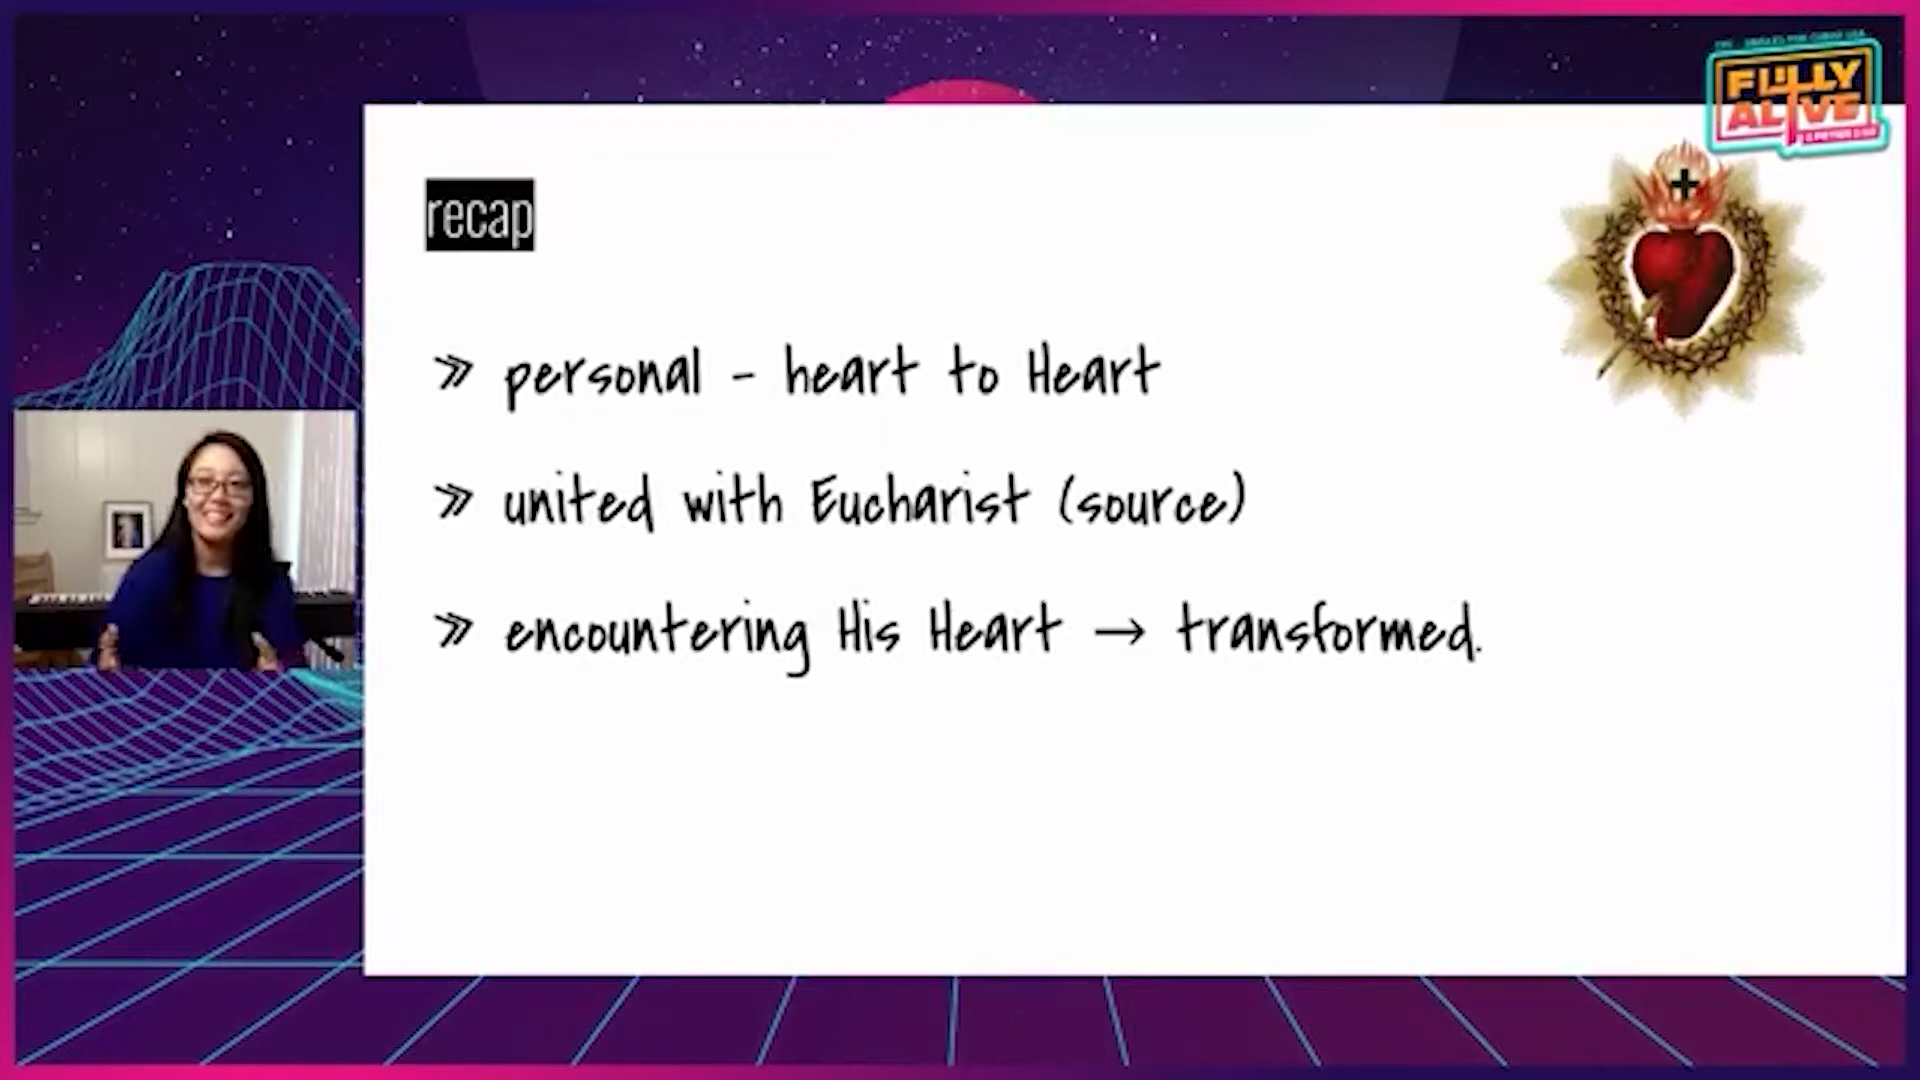 FULLY
ALIVE
recap
» personal - heart to Heart
» united with Eucharist (source)
» encountering His Heart → transformed.